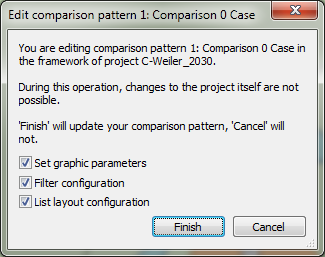 Edit comparison pattern 1: Comparison 0 Case
You are editing comparison pattern 1: Comparison 0 Case in
the framework of project C-Weiler_2030.
During this operation, changes to the project itself are not
possible.
'Finish' will update your comparison pattern, 'Cancel' will
not.
Set graphic parameters
Filter configuration
List layout configuration
Finish
Cancel